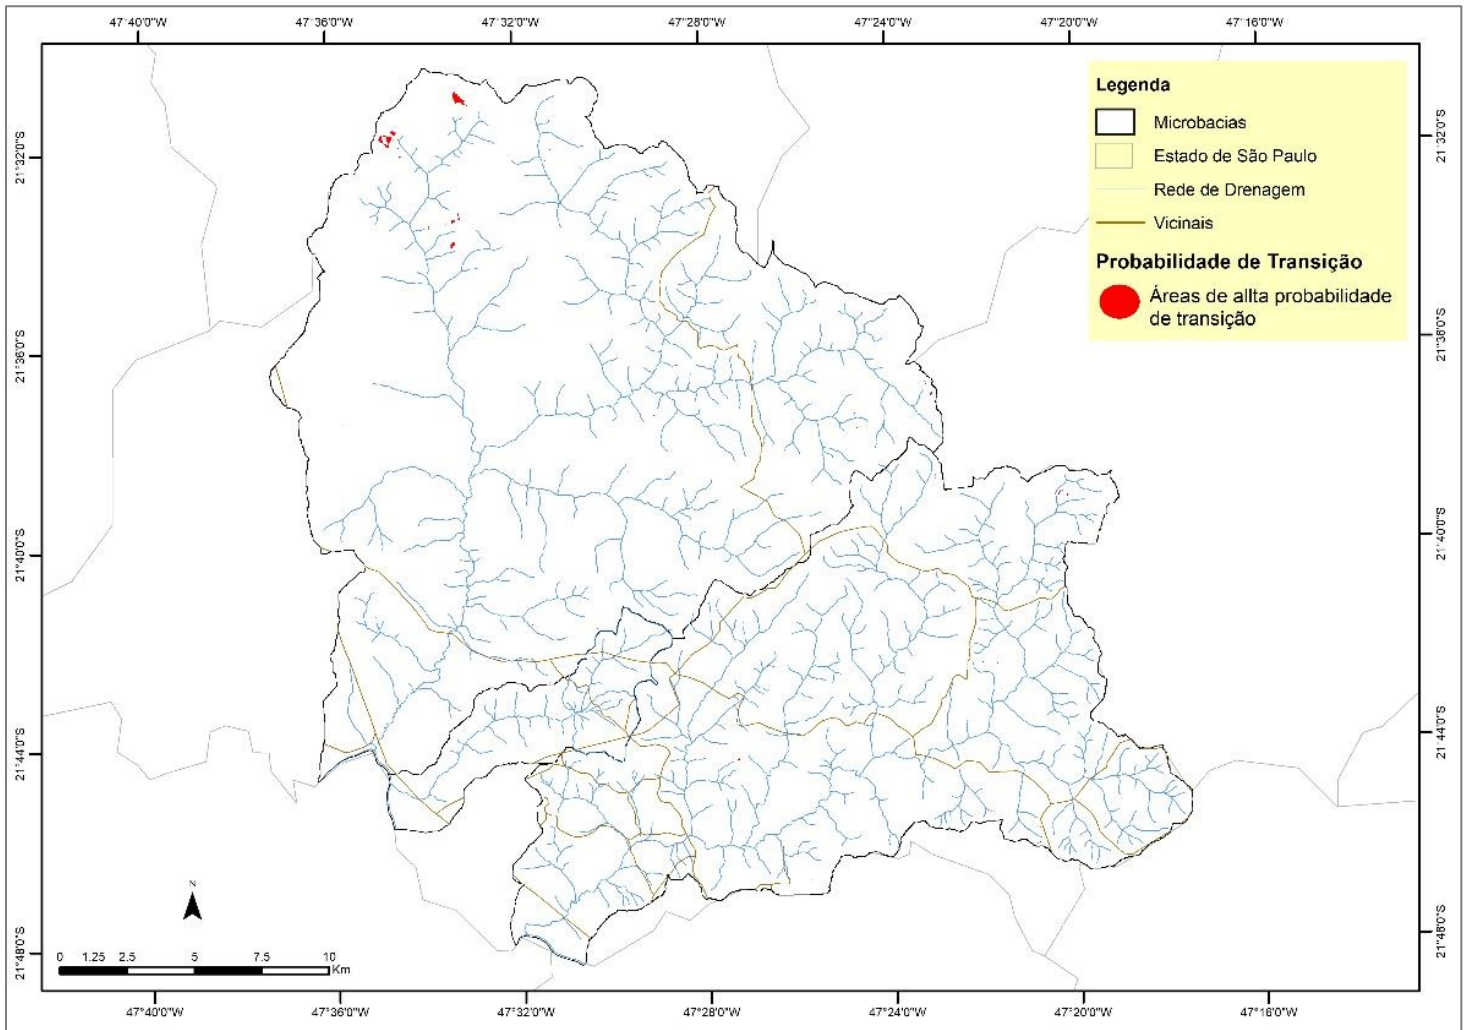 47°40'0"W 47°36'0"W 47°32'0"W 47°28'0"W 47°24'0"W 47°20'0"W 47°16'0"W
Legenda
Microbacias
Estado de São Paulo
Rede de Drenagem
Vicinais
Probabilidade de Transição
Áreas de allta probabilidade
de transição
21°32'0"S
21°36'0"S
21°40'0"S
21°44'0"S
21°48'0"S
21°32'0"S
21°36'0"S
21°40'0"S
21°44'0"S
21°48'0"S
N
0 1.25 2.5 5 7.5 10
Km
47°40'0"W 47°36'0"W 47°32'0"W 47°28'0"W 47°24'0"W 47°20'0"W 47°16'0"W